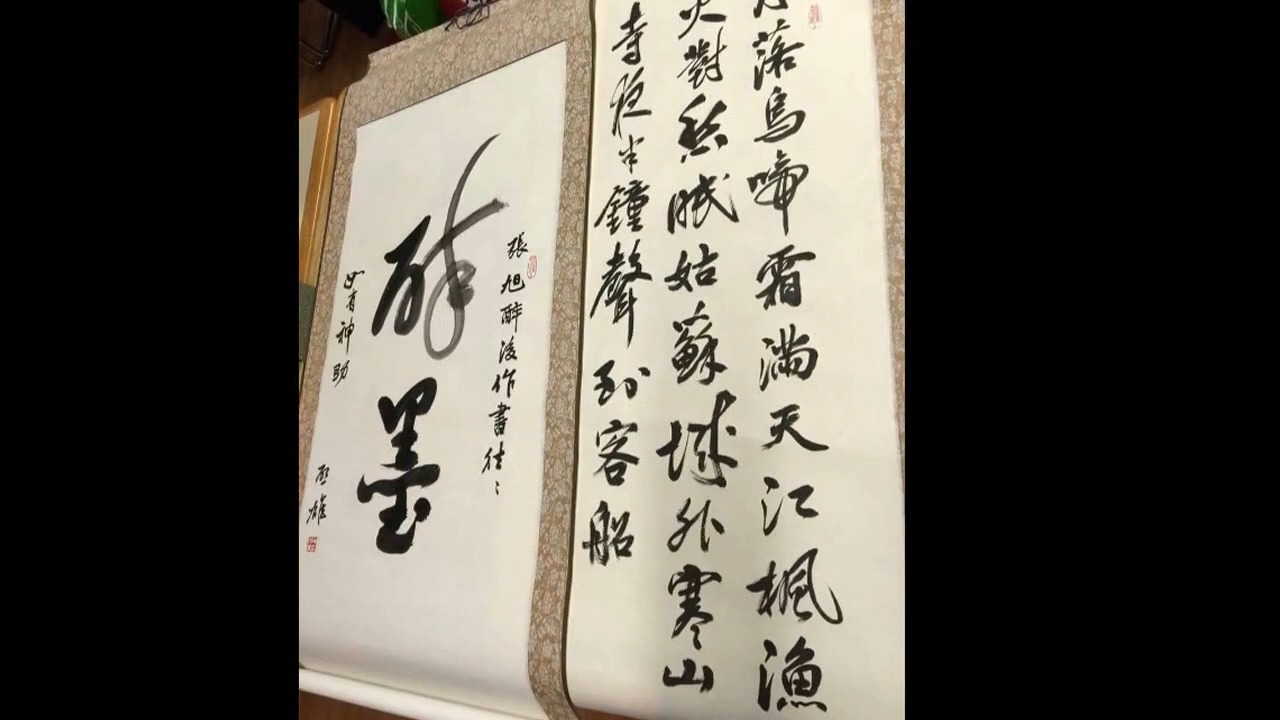 月落烏啼霜滿天江楓漁
火對愁眠姑蘇城外寒山
寺夜半鐘聲到客船
張旭醉後作書往〻
醉墨
如有神助